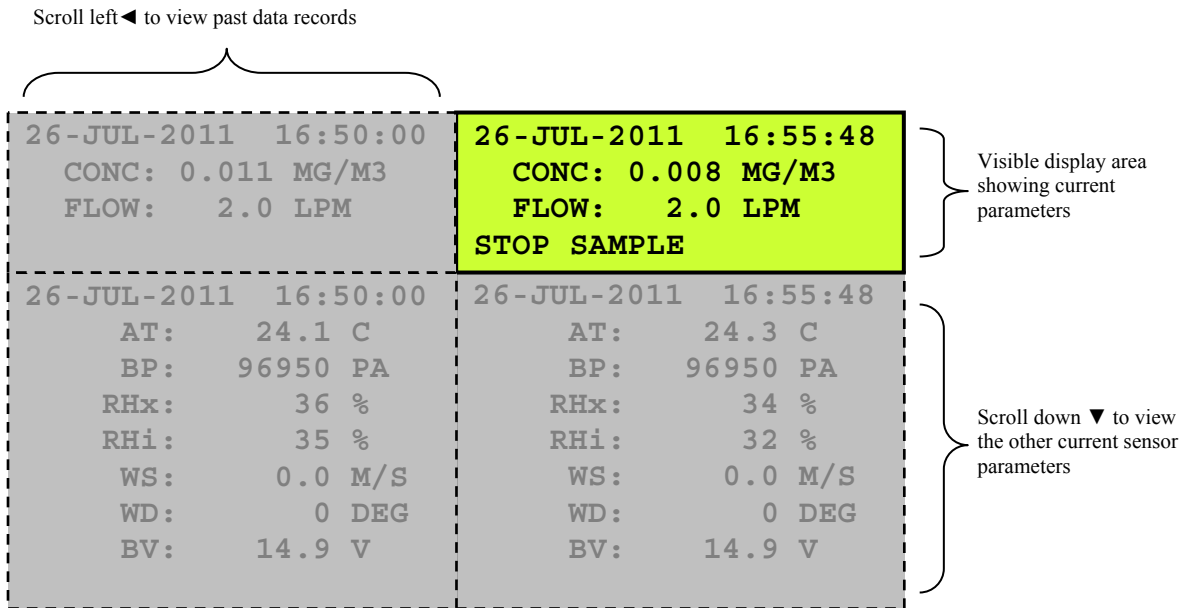 Scroll left◄ to view past data records
26-JUL-2011 16:50:00
CONC: 0.011 MG/M3
FLOW: 2.0 LPM
26-JUL-2011 16:55:48
CONC: 0.008 MG/M3
FLOW: 2.0 LPM
STOP SAMPLE
Visible display area
showing current
parameters
26-JUL-2011 16:50:00
AT: 24.1 C
BP: 96950 PA
RHx: 36 %
RHi: 35 %
WS: 0.0 M/S
WD: 0 DEG
BV: 14.9 V
26-JUL-2011 16:55:48
AT: 24.3 C
BP: 96950 PA
RHx: 34 %
RHi: 32 %
WS: 0.0 M/S
WD: 0 DEG
BV: 14.9 V
Scroll down ▼ to view
the other current sensor
parameters